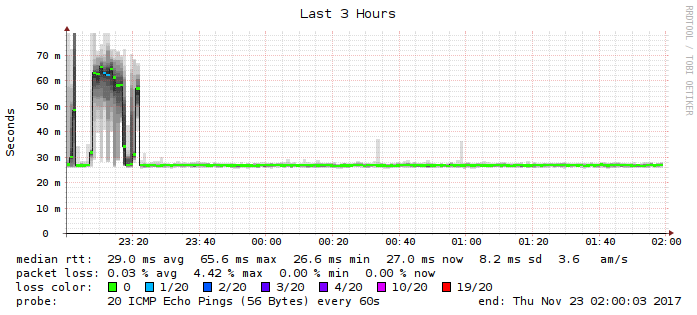 Last 3 Hours
RRDTOOL / TOBI OETIKER
Seconds
70 m
60 m
50 m
40 m
30 m
20 m
10 m
0
23:20 23:40 00:00 00:20 00:40 01:00 01:20 01:40 02:00
median rtt: 29.0 ms avg 65.6 ms max 26.6 ms min 27.0 ms now 8.2 ms sd 3.6 am/s
packet loss: 0.03 % avg 4.42 % max 0.00 % min 0.00 % now
loss color: 0 1/20 2/20 3/20 4/20 10/20 19/20
probe: 20 ICMP Echo Pings (56 Bytes) every 60s end: Thu Nov 23 02:00:03 2017